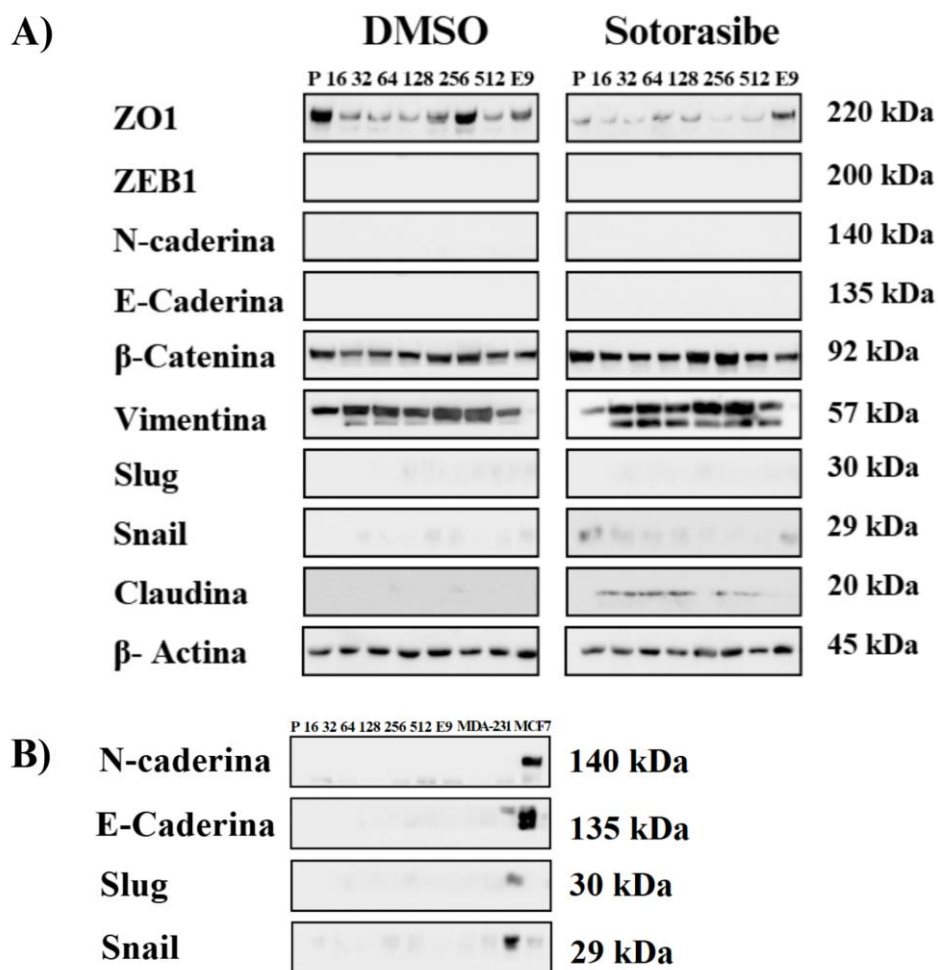 A)
DMSO Sotorasibe
P 16 32 64 128 256 512 E9 P 16 32 64 128 256 512 E9
ZO1 220 kDa
ZEB1 200 kDa
N-caderina 140 kDa
E-Caderina 135 kDa
β-Catenina 92 kDa
Vimentina 57 kDa
Slug 30 kDa
Snail 29 kDa
Claudina 20 kDa
β- Actina 45 kDa
P 16 32 64 128 256 512 E9 MDA-231 MCF7
B)
N-caderina 140 kDa
E-Caderina 135 kDa
Slug 30 kDa
Snail 29 kDa